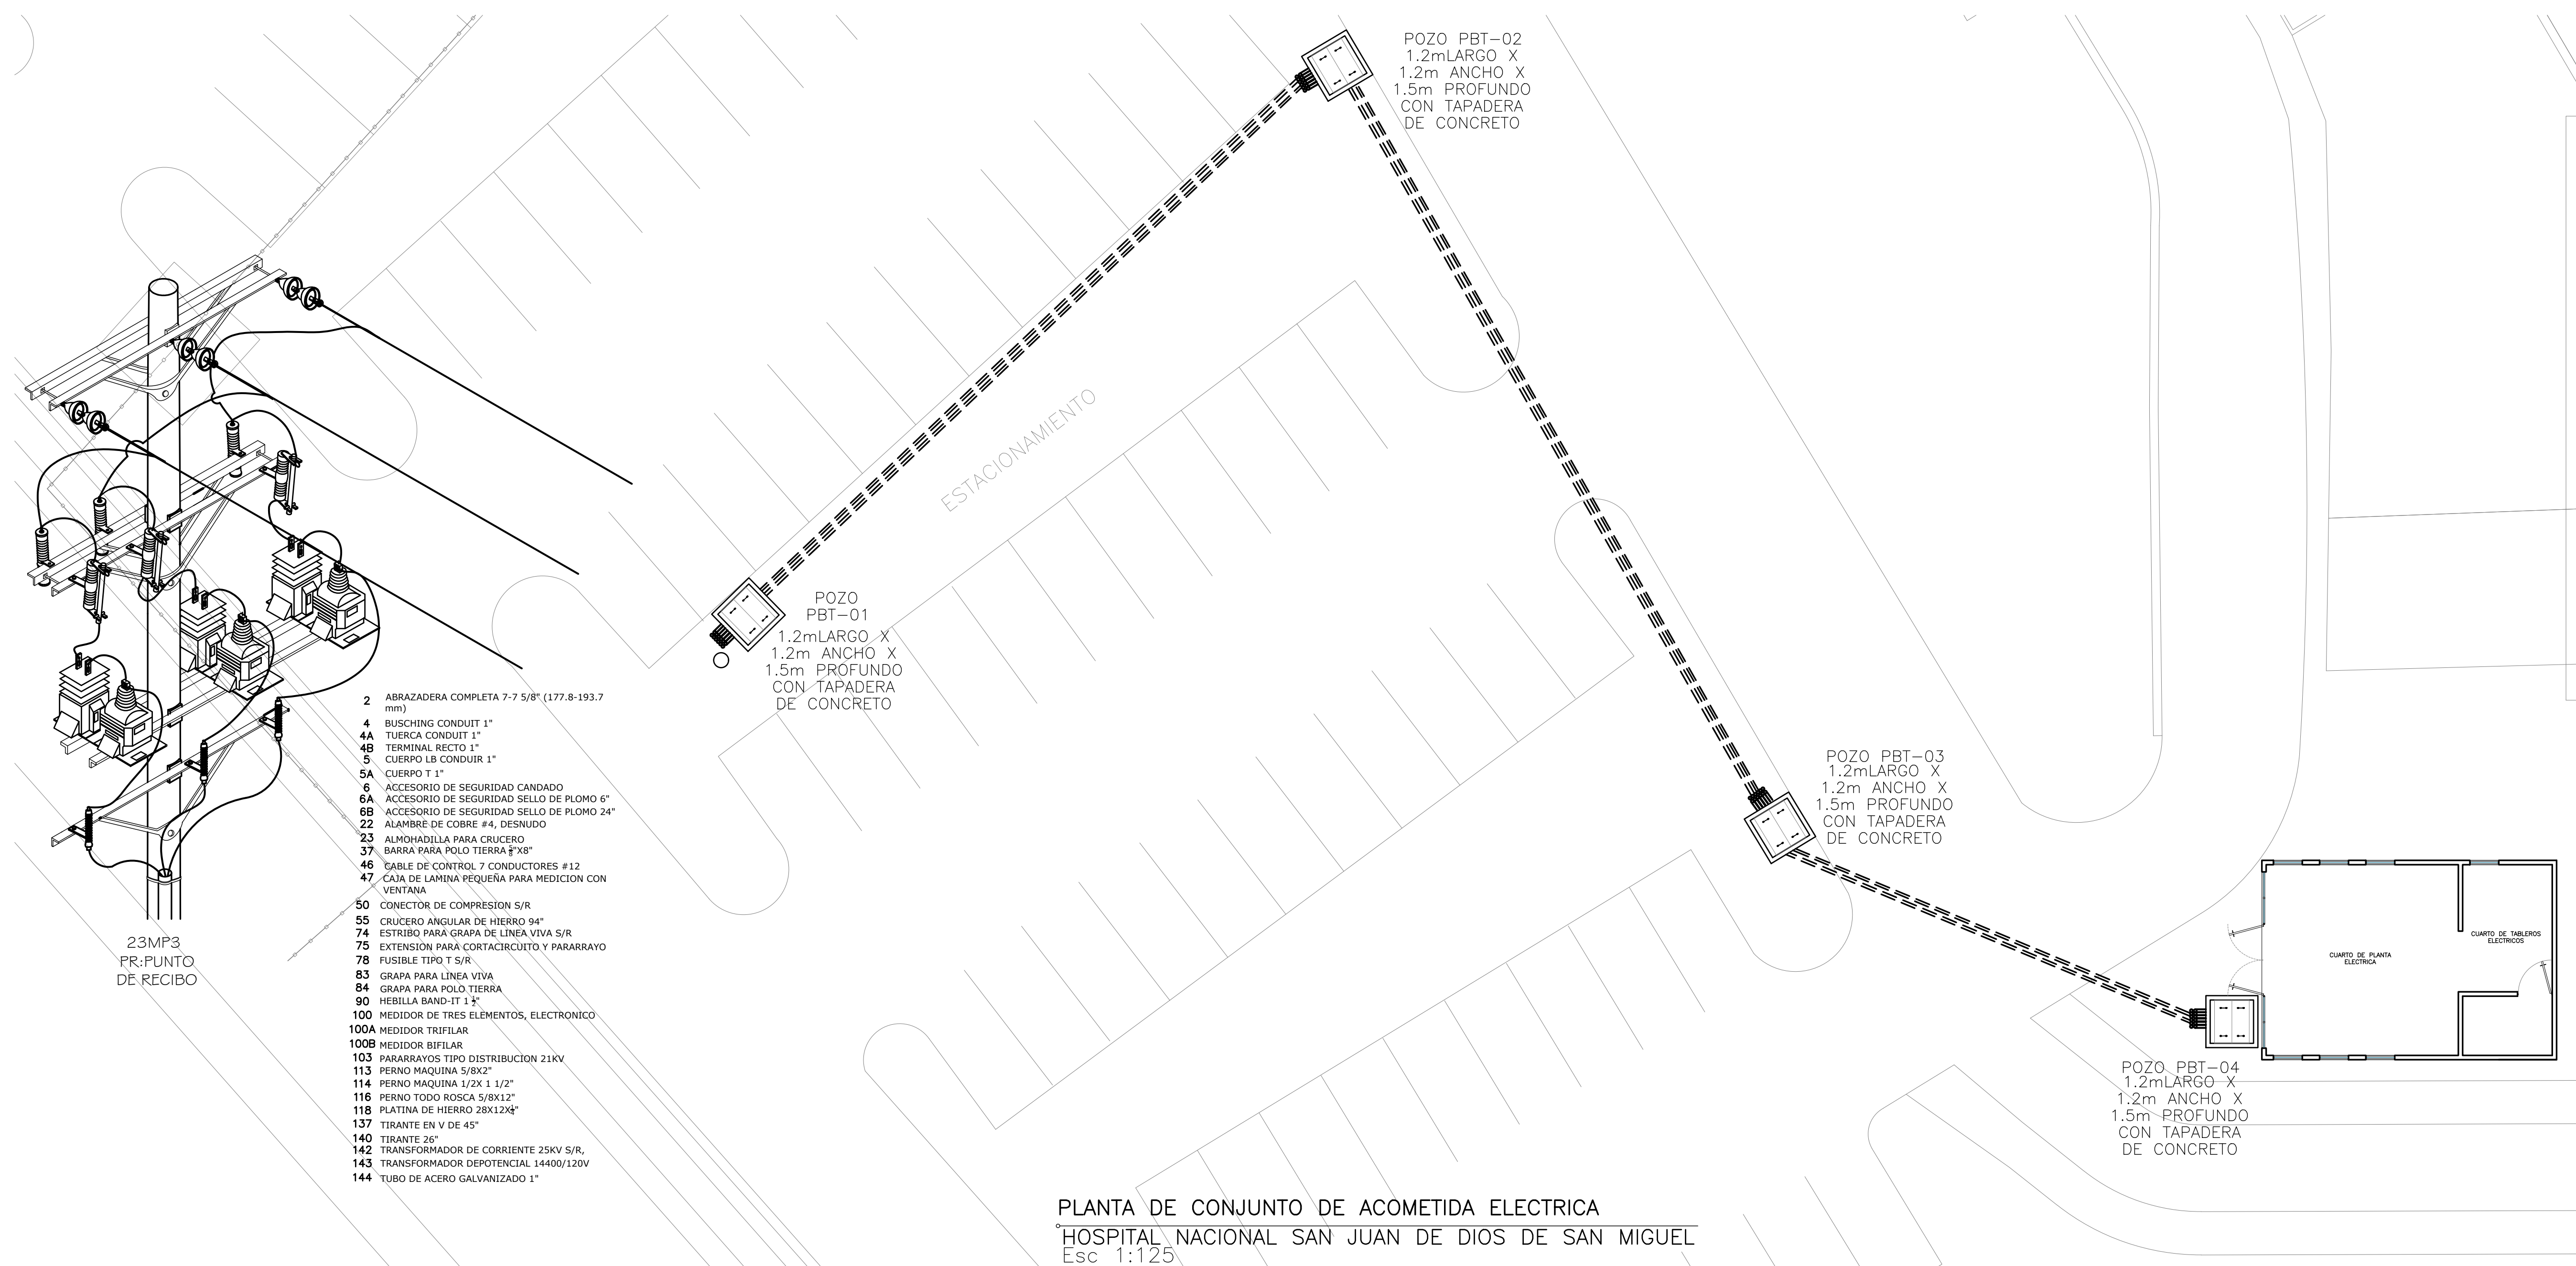 POZO PBT-02
1.2mLARGO X
1.2m ANCHO X
1.5m PROFUNDO
CON TAPADERA
DE CONCRETO
ESTACIONAMIENTO
POZO
PBT-01
1.2mLARGO X
1.2m ANCHO X
1.5m PROFUNDO
CON TAPADERA
DE CONCRETO
POZO PBT-03
1.2mLARGO X
1.2m ANCHO X
1.5m PROFUNDO
CON TAPADERA
DE CONCRETO
CUARTO DE PLANTA
ELECTRICA
CUARTO DE TABLEROS
ELECTRICOS
POZO PBT-04
1.2mLARGO X
1.2m ANCHO X
1.5m PROFUNDO
CON TAPADERA
DE CONCRETO
23MP3
PR:PUNTO
DE RECIBO
2 ABRAZADERA COMPLETA 7-7 5/8" (177.8-193.7
mm)
4 BUSCHING CONDUIT 1"
4A TUERCA CONDUIT 1"
4B TERMINAL RECTO 1"
5 CUERPO LB CONDUIR 1"
5A CUERPO T 1"
6 ACCESORIO DE SEGURIDAD CANDADO
6A ACCESORIO DE SEGURIDAD SELLO DE PLOMO 6"
6B ACCESORIO DE SEGURIDAD SELLO DE PLOMO 24"
22 ALAMBRE DE COBRE #4, DESNUDO
23 ALMOHADILLA PARA CRUCERO
37 BARRA PARA POLO TIERRA 5/8"X8"
46 CABLE DE CONTROL 7 CONDUCTORES #12
47 CAJA DE LAMINA PEQUEÑA PARA MEDICION CON
VENTANA
50 CONECTOR DE COMPRESION S/R
55 CRUCERO ANGULAR DE HIERRO 94"
74 ESTRIBO PARA GRAPA DE LINEA VIVA S/R
75 EXTENSION PARA CORTACIRCUITO Y PARARRAYO
78 FUSIBLE TIPO T S/R
83 GRAPA PARA LINEA VIVA
84 GRAPA PARA POLO TIERRA
90 HEBILLA BAND-IT 1 1/2"
100 MEDIDOR DE TRES ELEMENTOS, ELECTRONICO
100A MEDIDOR TRIFILAR
100B MEDIDOR BIFILAR
103 PARARRAYOS TIPO DISTRIBUCION 21KV
113 PERNO MAQUINA 5/8X2"
114 PERNO MAQUINA 1/2X 1 1/2"
116 PERNO TODO ROSCA 5/8X12"
118 PLATINA DE HIERRO 28X12X1/4"
137 TIRANTE EN V DE 45"
140 TIRANTE 26"
142 TRANSFORMADOR DE CORRIENTE 25KV S/R,
143 TRANSFORMADOR DEPOTENCIAL 14400/120V
144 TUBO DE ACERO GALVANIZADO 1"
PLANTA DE CONJUNTO DE ACOMETIDA ELECTRICA
HOSPITAL NACIONAL SAN JUAN DE DIOS DE SAN MIGUEL
Esc 1:125